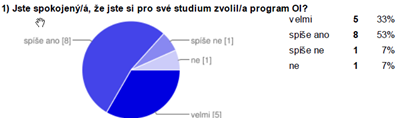 1) Jste spokojený/á, že jste si pro své studium zvolil/a program OI?
spíše ano [8]
spíše ne [1]
ne [1]
velmi [5]
velmi 5 33%
spíše ano 8 53%
spíše ne 1 7%
ne 1 7%